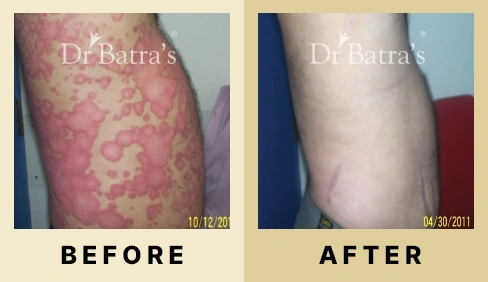 Dr Batra's®
Dr Batra's®
10/12/201
04/30/2011
BEFORE
AFTER